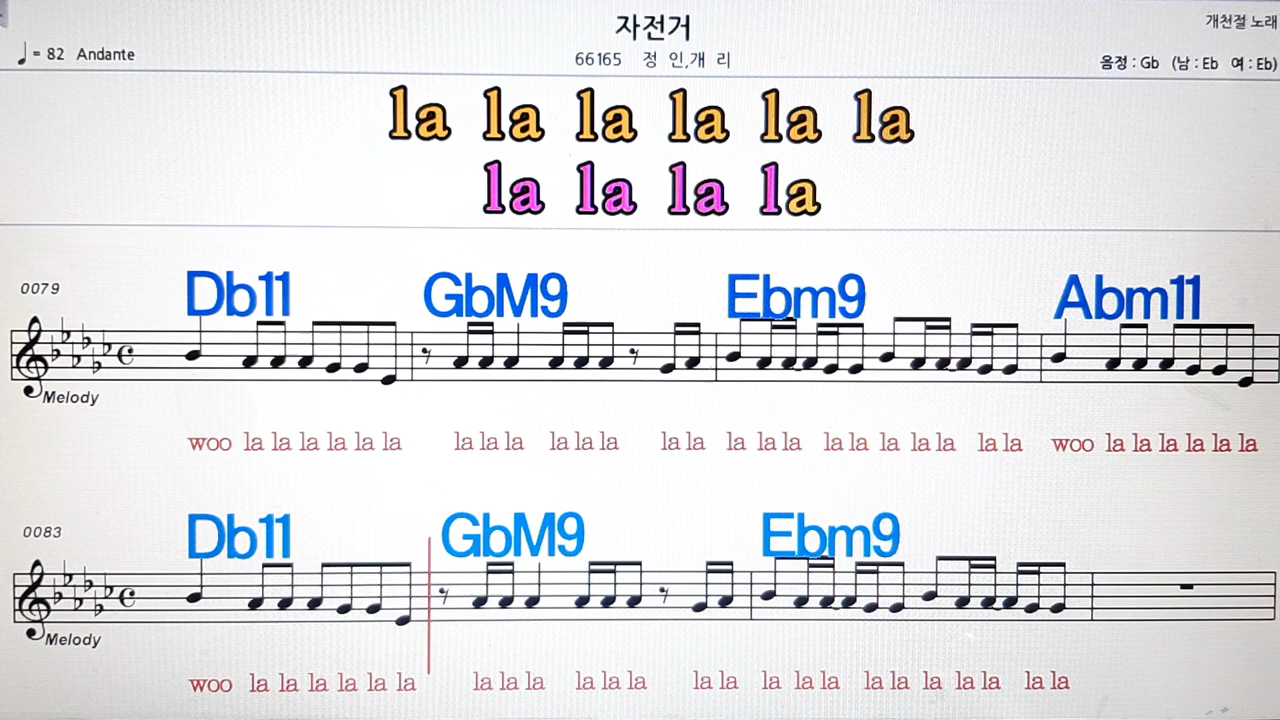 자전거
개천절 노래
♩ = 82 Andante
66165 정 인,개 리
음정 : Gb (남 : Eb 여 : Eb)
la la la la la la
la la la la
0079
Db11 GbM9 Ebm9 Abm11
Melody
woo la la la la la la la la la la la la la la la la la la la la la la la la woo la la la la la la
0083
Db11 GbM9 Ebm9
Melody
woo la la la la la la la la la la la la la la la la la la la la la la la la